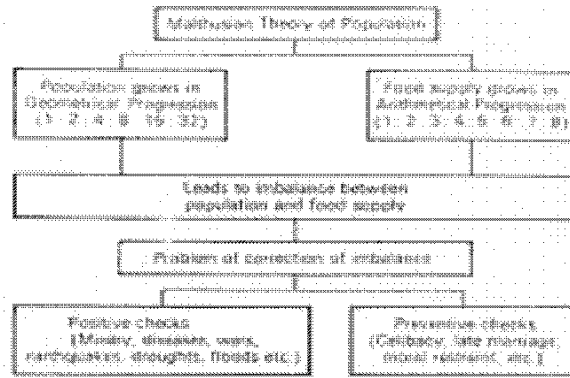 Malthusian Theory of Population
Population grows in
Geometrical Progression
(1 2 4 8 16 32)
Food supply grows in
Arithmetical Progression
(1 2 3 4 5 6 7 8)
Leads to imbalance between
population and food supply
Problem of correction of imbalance
Positive checks
(Misery, diseases, wars,
earthquakes, droughts, floods etc.)
Preventive checks
(Celibacy, late marriage,
moral restraint, etc.)